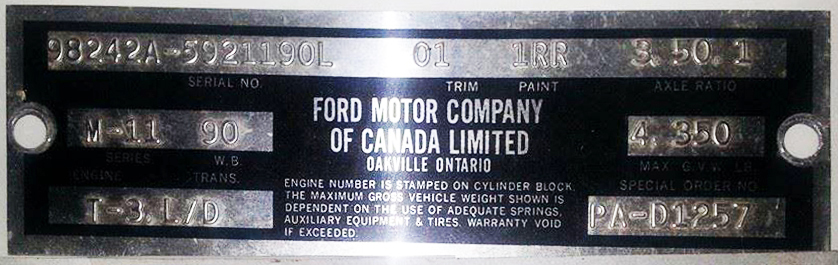 98242A-5921190L 01 1RR 3.50.1
SERIAL NO. TRIM PAINT AXLE RATIO
FORD MOTOR COMPANY
OF CANADA LIMITED
OAKVILLE ONTARIO
M-11 90
SERIES W.B.
ENGINE TRANS.
T-3.L/D
4.350
MAX. G.V.W. LB.
SPECIAL ORDER NO
PA-D1257
ENGINE NUMBER IS STAMPED ON CYLINDER BLOCK.
THE MAXIMUM GROSS VEHICLE WEIGHT SHOWN IS
DEPENDENT ON THE USE OF ADEQUATE SPRINGS,
AUXILIARY EQUIPMENT & TIRES. WARRANTY VOID
IF EXCEEDED.